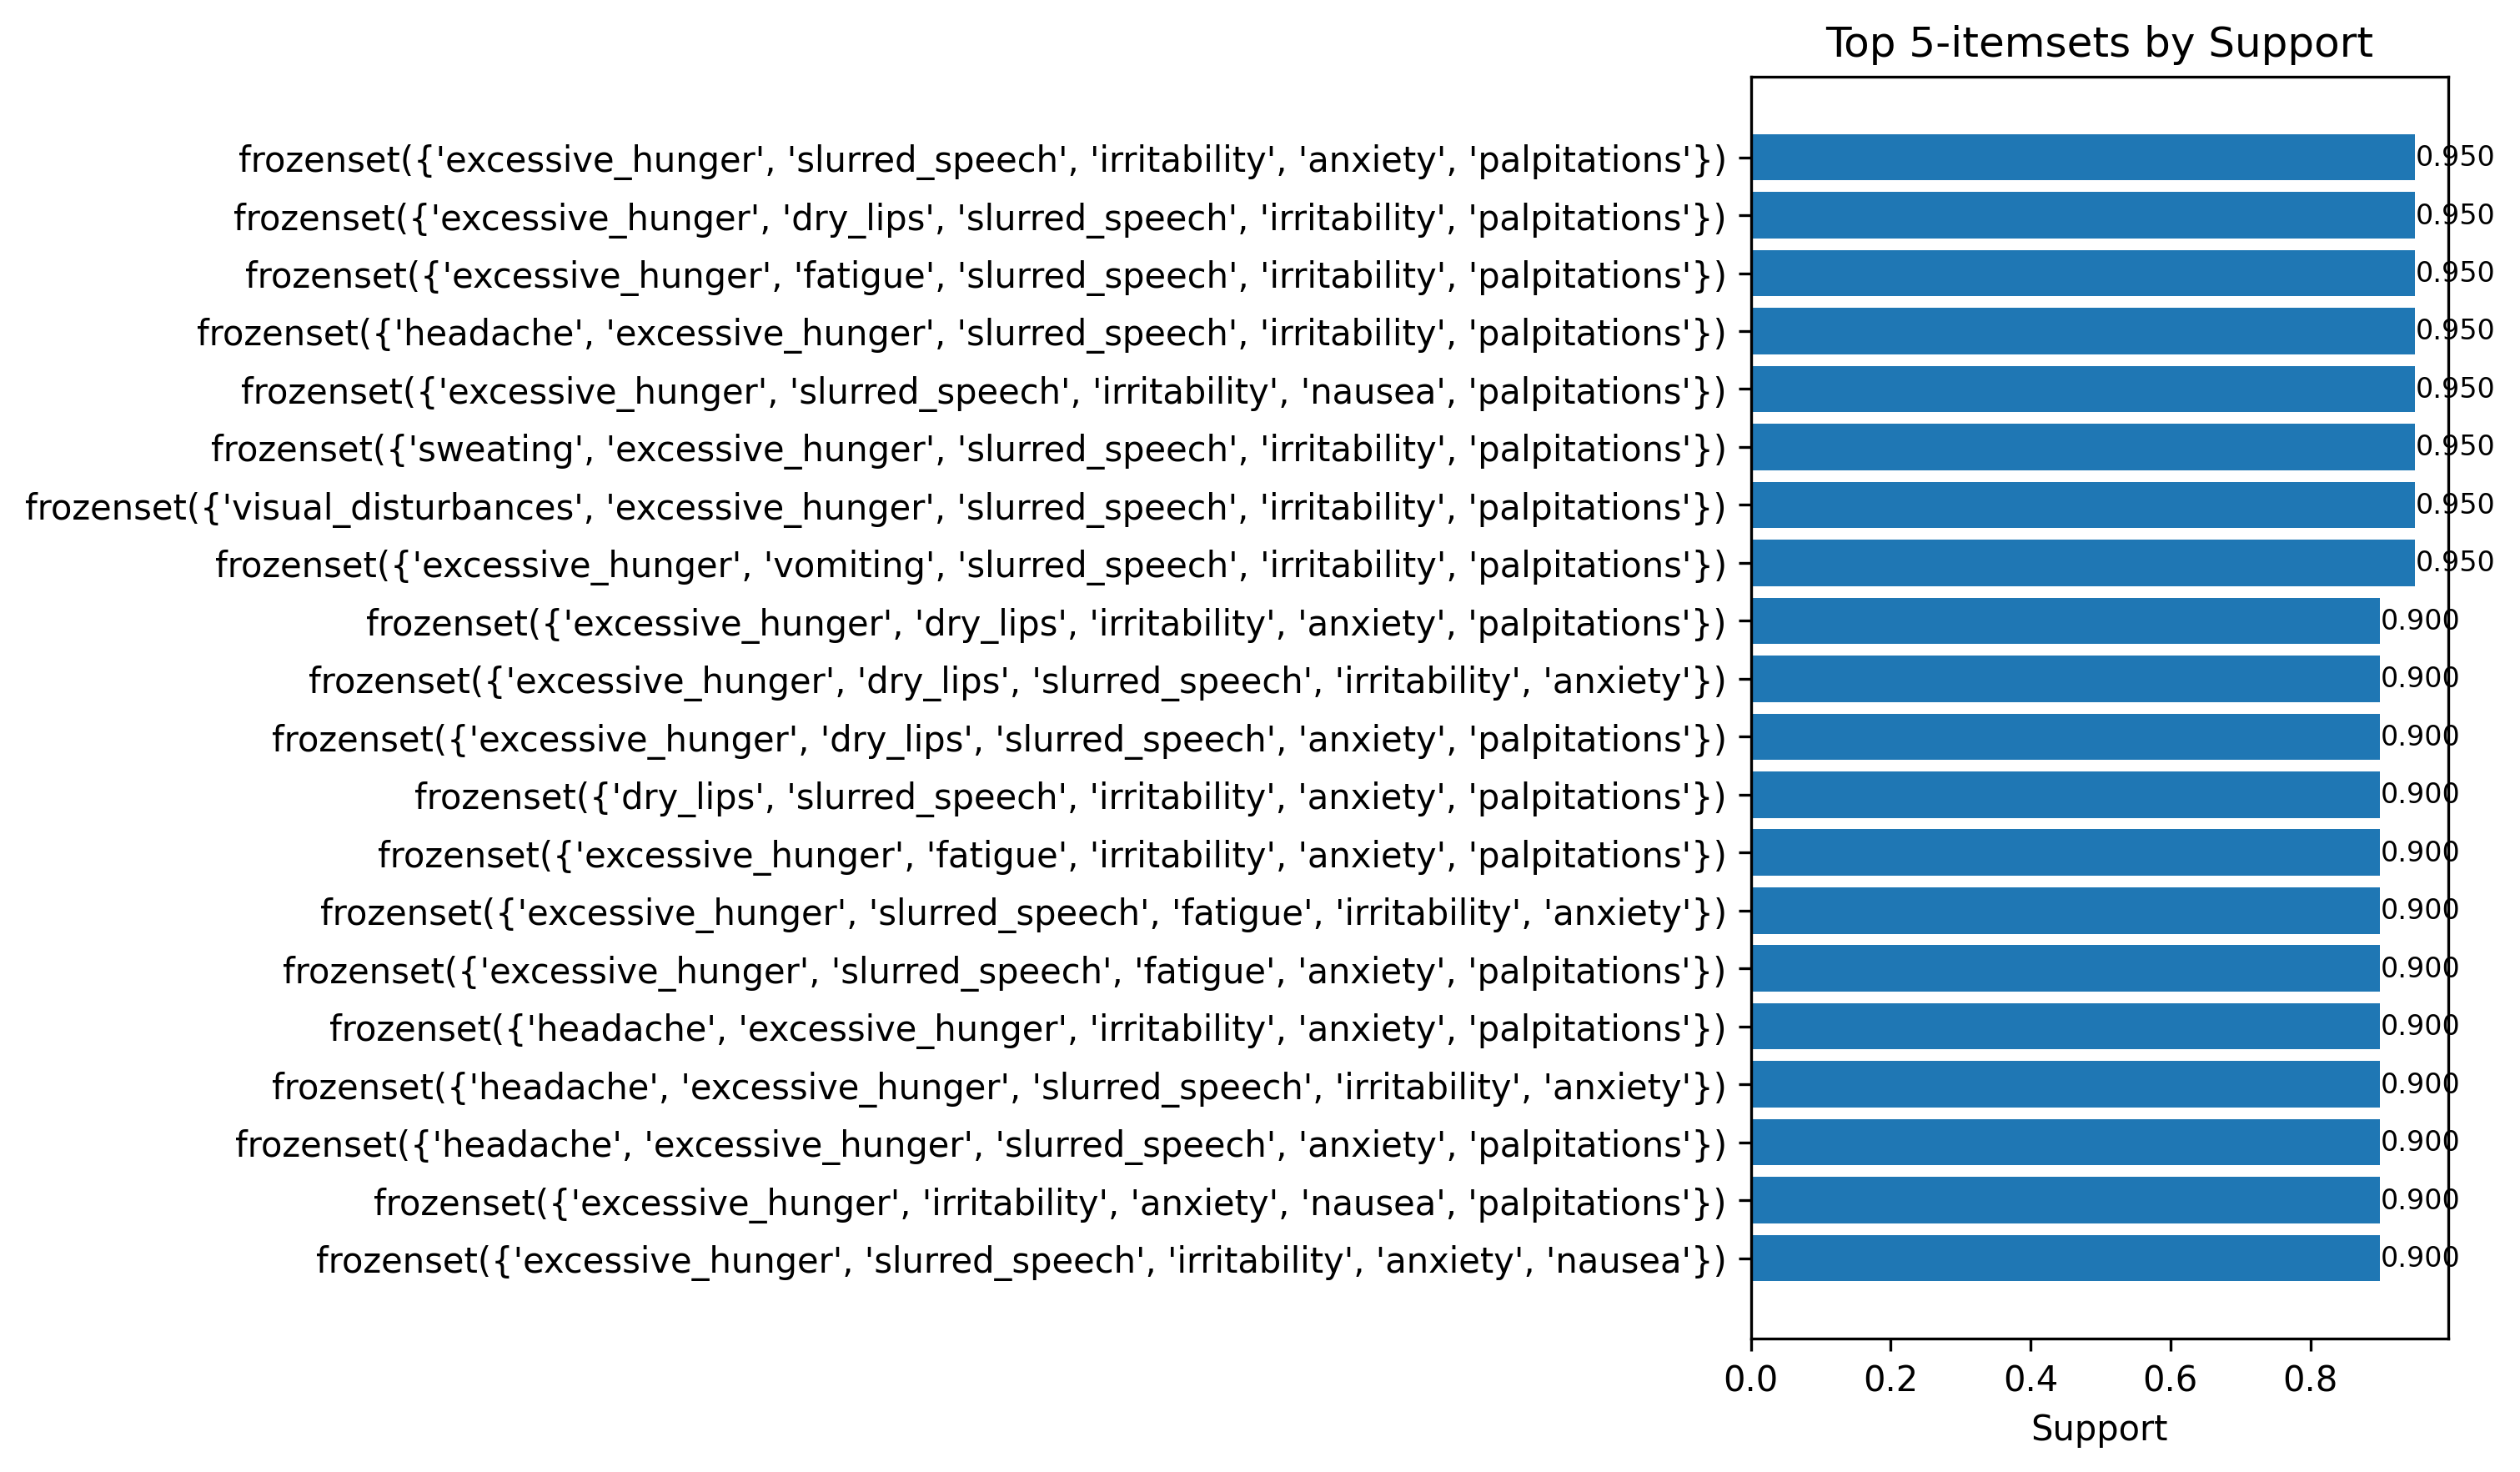 Top 5-itemsets by Support
frozenset({'excessive_hunger', 'slurred_speech', 'irritability', 'anxiety', 'palpitations'}) 0.950
frozenset({'excessive_hunger', 'dry_lips', 'slurred_speech', 'irritability', 'palpitations'}) 0.950
frozenset({'excessive_hunger', 'fatigue', 'slurred_speech', 'irritability', 'palpitations'}) 0.950
frozenset({'headache', 'excessive_hunger', 'slurred_speech', 'irritability', 'palpitations'}) 0.950
frozenset({'excessive_hunger', 'slurred_speech', 'irritability', 'nausea', 'palpitations'}) 0.950
frozenset({'sweating', 'excessive_hunger', 'slurred_speech', 'irritability', 'palpitations'}) 0.950
frozenset({'visual_disturbances', 'excessive_hunger', 'slurred_speech', 'irritability', 'palpitations'}) 0.950
frozenset({'excessive_hunger', 'vomiting', 'slurred_speech', 'irritability', 'palpitations'}) 0.950
frozenset({'excessive_hunger', 'dry_lips', 'irritability', 'anxiety', 'palpitations'}) 0.900
frozenset({'excessive_hunger', 'dry_lips', 'slurred_speech', 'irritability', 'anxiety'}) 0.900
frozenset({'excessive_hunger', 'dry_lips', 'slurred_speech', 'anxiety', 'palpitations'}) 0.900
frozenset({'dry_lips', 'slurred_speech', 'irritability', 'anxiety', 'palpitations'}) 0.900
frozenset({'excessive_hunger', 'fatigue', 'irritability', 'anxiety', 'palpitations'}) 0.900
frozenset({'excessive_hunger', 'slurred_speech', 'fatigue', 'irritability', 'anxiety'}) 0.900
frozenset({'excessive_hunger', 'slurred_speech', 'fatigue', 'anxiety', 'palpitations'}) 0.900
frozenset({'headache', 'excessive_hunger', 'irritability', 'anxiety', 'palpitations'}) 0.900
frozenset({'headache', 'excessive_hunger', 'slurred_speech', 'irritability', 'anxiety'}) 0.900
frozenset({'headache', 'excessive_hunger', 'slurred_speech', 'anxiety', 'palpitations'}) 0.900
frozenset({'excessive_hunger', 'irritability', 'anxiety', 'nausea', 'palpitations'}) 0.900
frozenset({'excessive_hunger', 'slurred_speech', 'irritability', 'anxiety', 'nausea'}) 0.900
0.0 0.2 0.4 0.6 0.8
Support